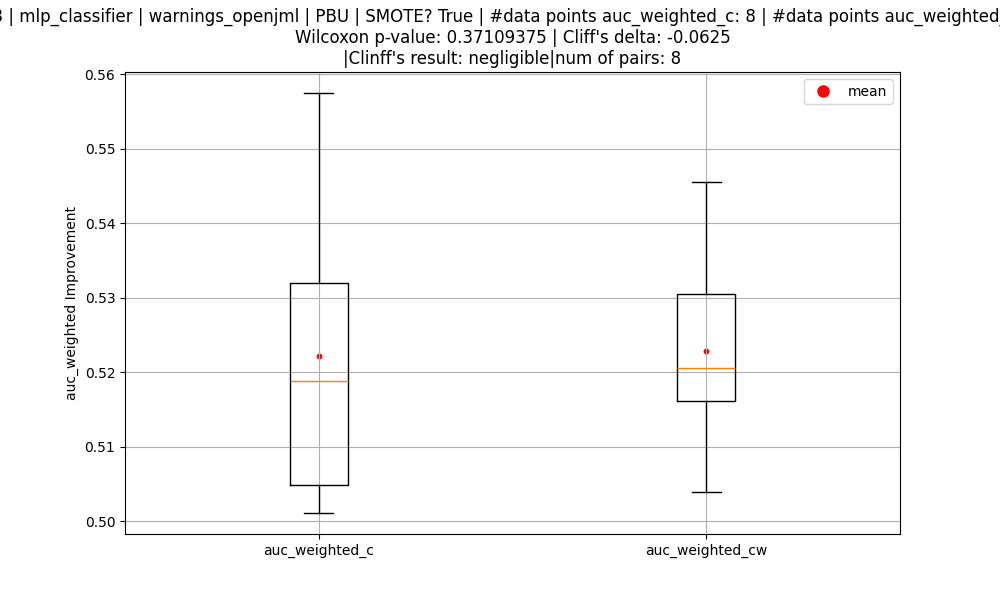 | mlp_classifier | warnings_openjml | PBU | SMOTE? True | #data points auc_weighted_c: 8 | #data points auc_weighted_
Wilcoxon p-value: 0.37109375 | Cliff's delta: -0.0625
|Clinff's result: negligible|num of pairs: 8
mean
auc_weighted Improvement
0.56
0.55
0.54
0.53
0.52
0.51
0.50
auc_weighted_c
auc_weighted_cw